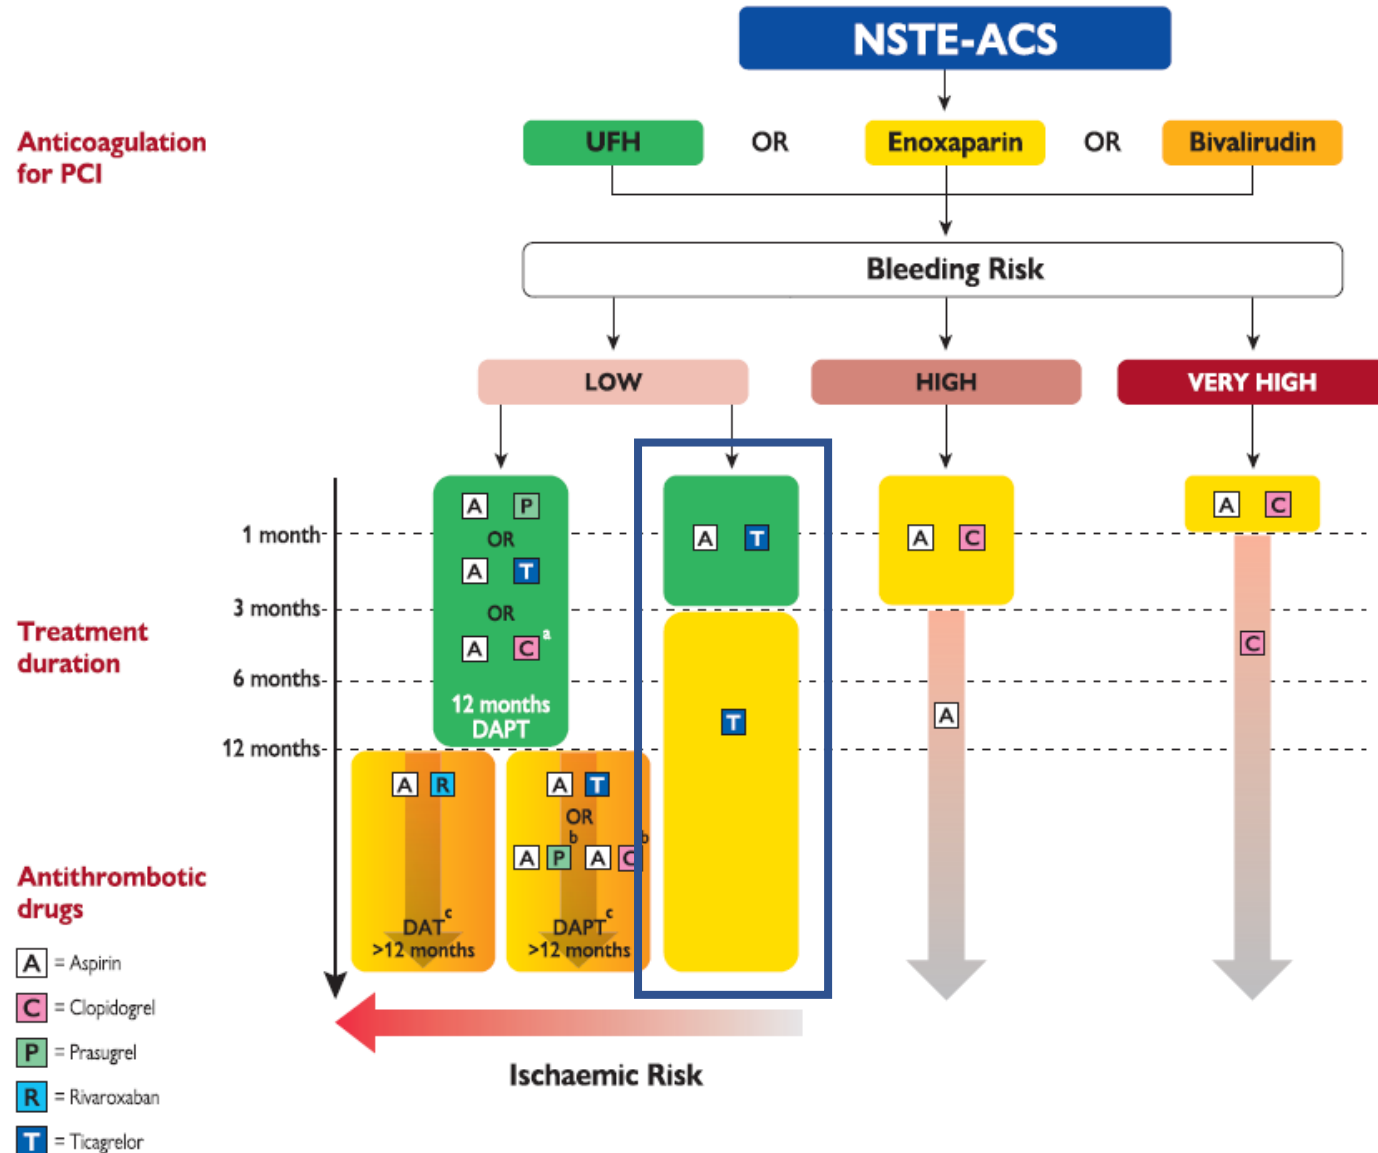 NSTE-ACS
Anticoagulation
for PCI
UFH OR Enoxaparin OR Bivalirudin
Bleeding Risk
LOW HIGH VERY HIGH
Treatment
duration
1 month
3 months
6 months
12 months
A P
OR
A T
OR
A C a
12 months
DAPT
A T
T
A C
A
A C
C
A R
DAT c
>12 months
A T
OR
b b
A P A C
DAPT c
>12 months
Ischaemic Risk
Antithrombotic
drugs
A = Aspirin
C = Clopidogrel
P = Prasugrel
R = Rivaroxaban
T = Ticagrelor